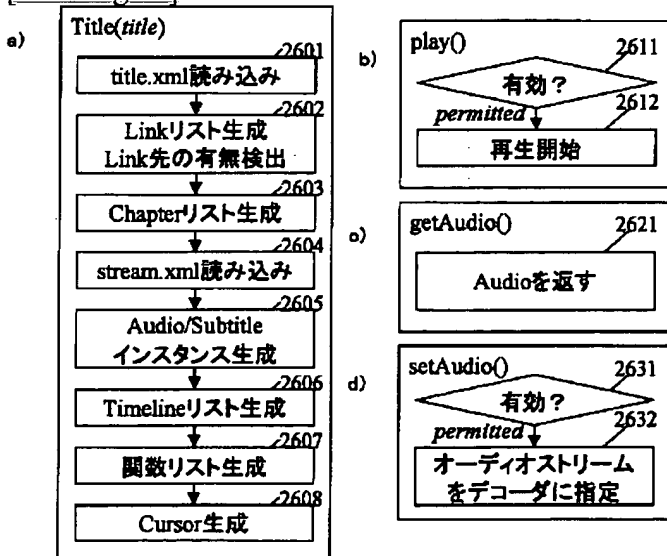 a)
Title(title)
2601
title.xml読み込み
2602
Linkリスト生成
Link先の有無検出
2603
Chapterリスト生成
2604
stream.xml読み込み
2605
Audio/Subtitle
インスタンス生成
2606
Timelineリスト生成
2607
関数リスト生成
2608
Cursor生成
b)
play()
2611
有効？
permitted
2612
再生開始
c)
getAudio()
2621
Audioを返す
d)
setAudio()
2631
有効？
permitted
2632
オーディオストリーム
をデコーダに指定